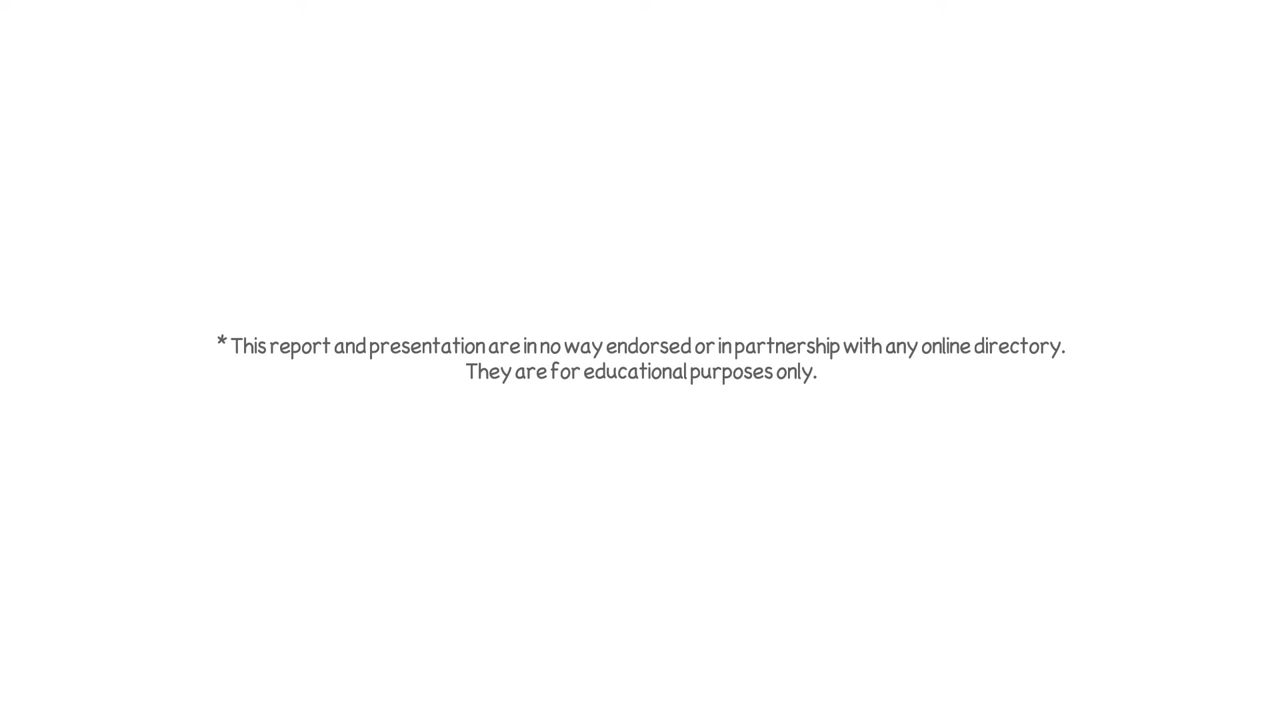 * This report and presentation are in no way endorsed or in partnership with any online directory.
They are for educational purposes only.